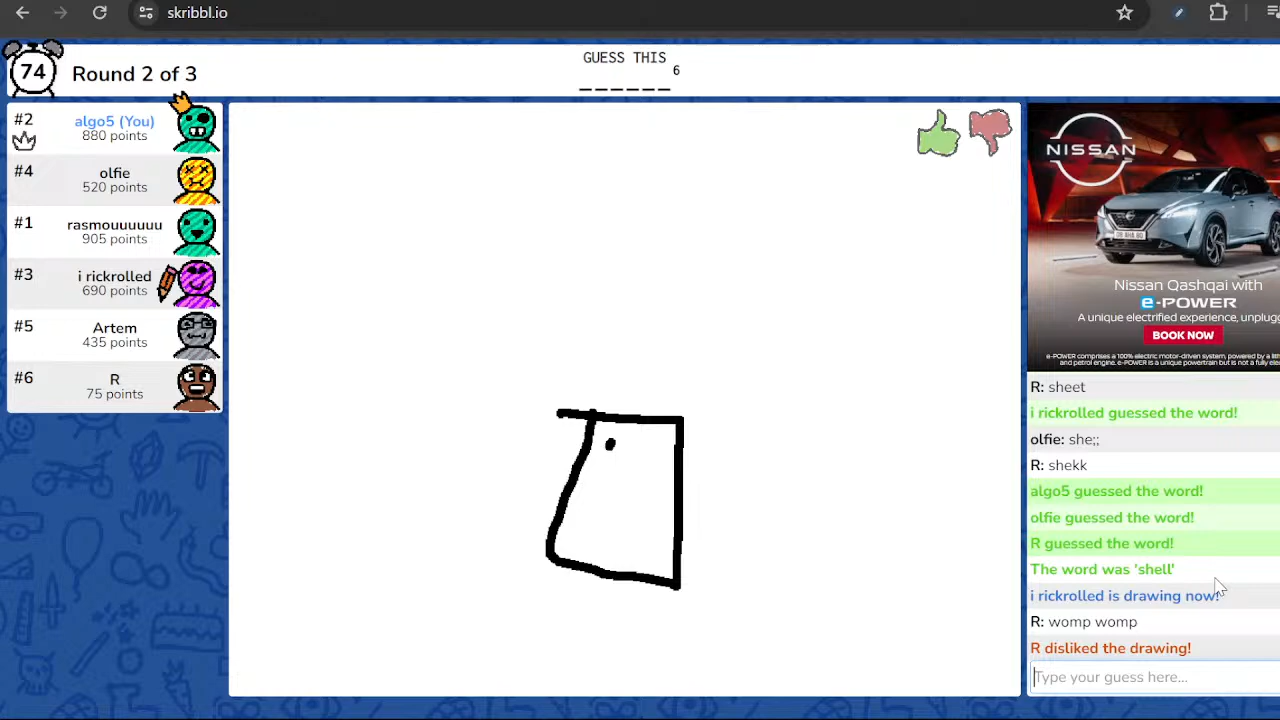 skribbl.io
74
Round 2 of 3
GUESS THIS
______ 6
#2
algo5 (You)
880 points
#4
olfie
520 points
#1
rasmouuuuuu
905 points
#3
i rickrolled
690 points
#5
Artem
435 points
#6
R
75 points
NISSAN
Nissan Qashqai with
e-POWER
A unique electrified experience, unplugg
BOOK NOW
R: sheet
i rickrolled guessed the word!
olfie: she;;
R: shekk
algo5 guessed the word!
olfie guessed the word!
R guessed the word!
The word was 'shell'
i rickrolled is drawing now!
R: womp womp
R disliked the drawing!
Type your guess here...